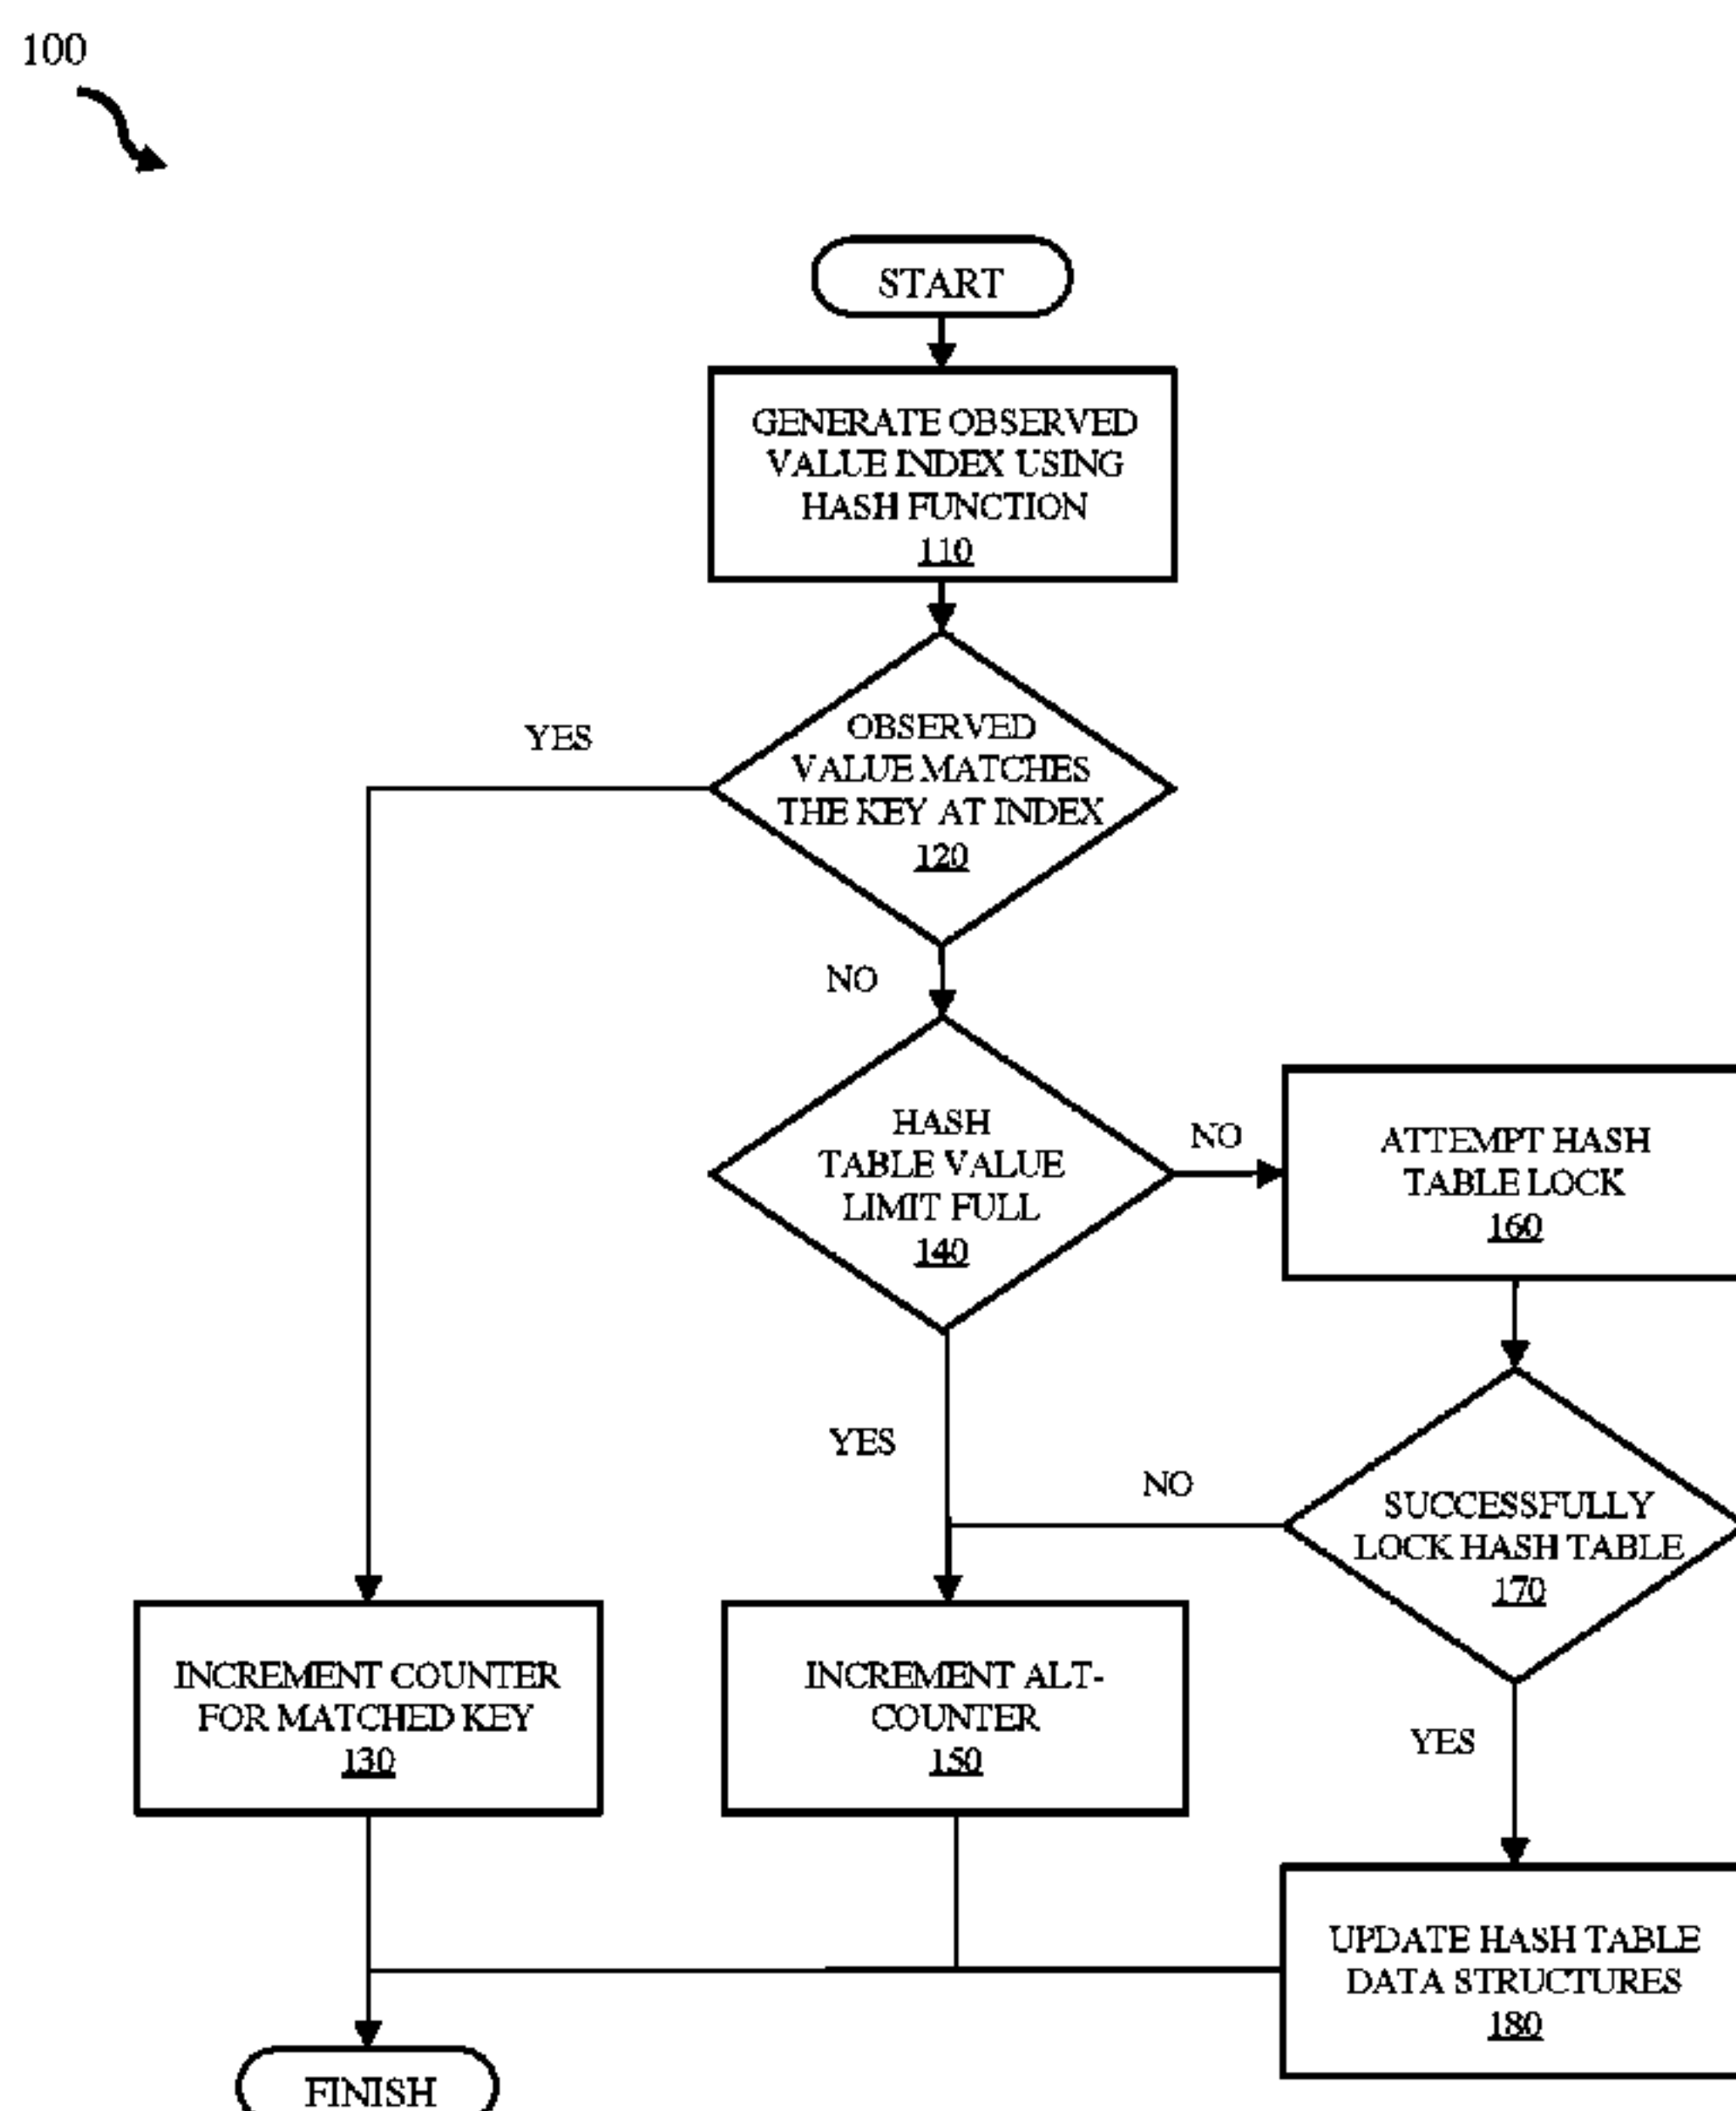 100
START
GENERATE OBSERVED
VALUE INDEX USING
HASH FUNCTION
110
OBSERVED
VALUE MATCHES
THE KEY AT INDEX
120
YES
NO
HASH
TABLE VALUE
LIMIT FULL
140
NO
ATTEMPT HASH
TABLE LOCK
160
YES
NO
SUCCESSFULLY
LOCK HASH TABLE
170
INCREMENT COUNTER
FOR MATCHED KEY
130
INCREMENT ALT-
COUNTER
150
YES
UPDATE HASH TABLE
DATA STRUCTURES
180
FINISH